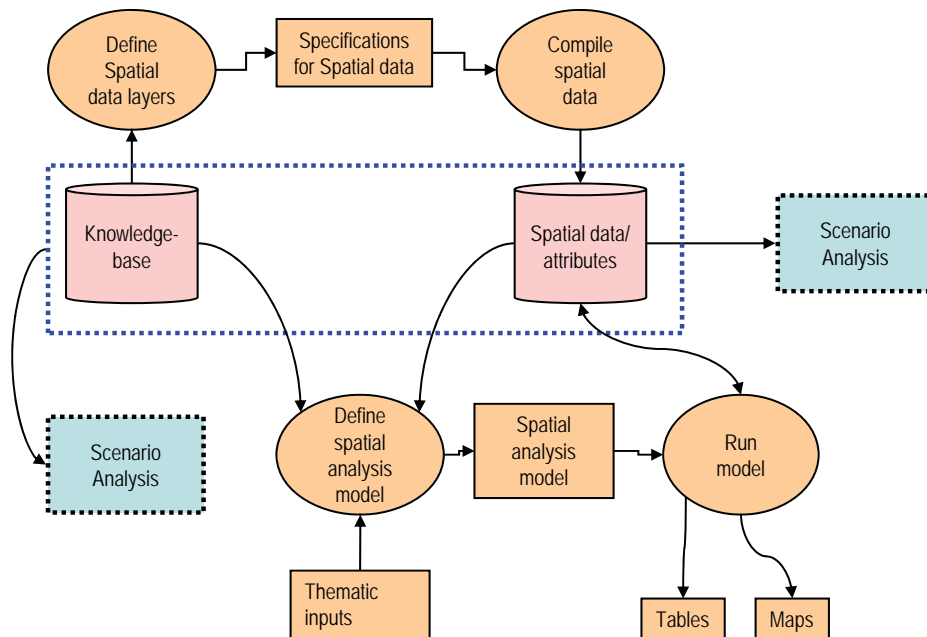 Define
Spatial
data layers
Specifications
for Spatial data
Compile
spatial
data
Knowledge-
base
Spatial data/
attributes
Scenario
Analysis
Scenario
Analysis
Define
spatial
analysis
model
Spatial
analysis
model
Run
model
Thematic
inputs
Tables
Maps